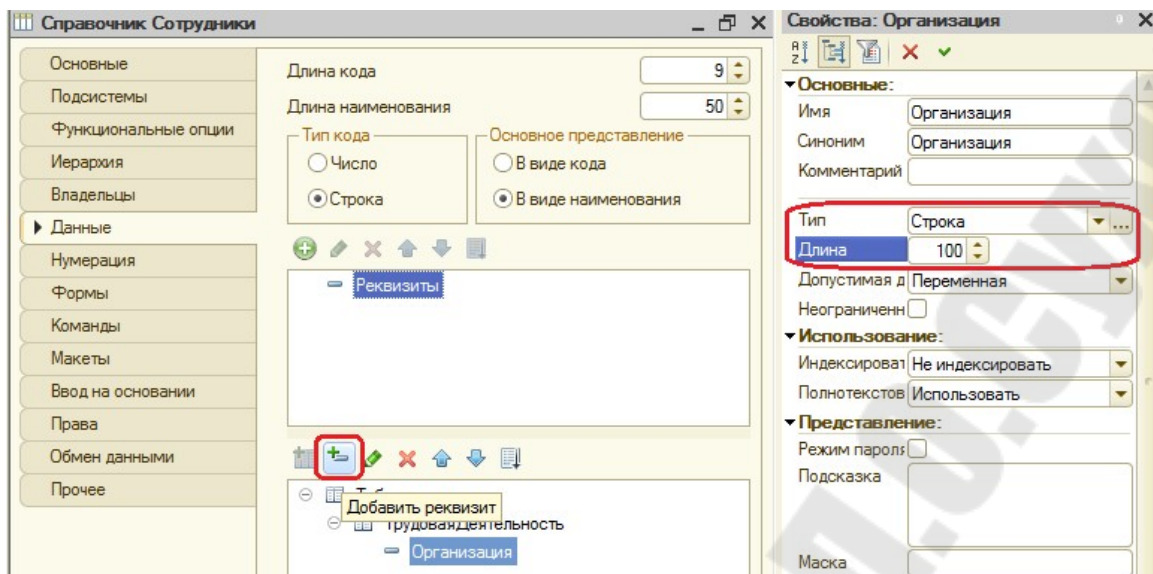 Справочник Сотрудники
Основные
Подсистемы
Функциональные опции
Иерархия
Владельцы
Данные
Нумерация
Формы
Команды
Макеты
Ввод на основании
Права
Обмен данными
Прочее
Длина кода 9
Длина наименования 50
Тип кода
Число
Строка
Основное представление
В виде кода
В виде наименования
Реквизиты
Добавить реквизит
ТрудоваяДеятельность
Организация
Свойства: Организация
Основные:
Имя Организация
Синоним Организация
Комментарий
Тип Строка ...
Длина 100
Допустимая д Переменная
Неограниченн
Использование:
Индексироват Не индексировать
Полнотекстов Использовать
Представление:
Режим пароля
Подсказка
Маска